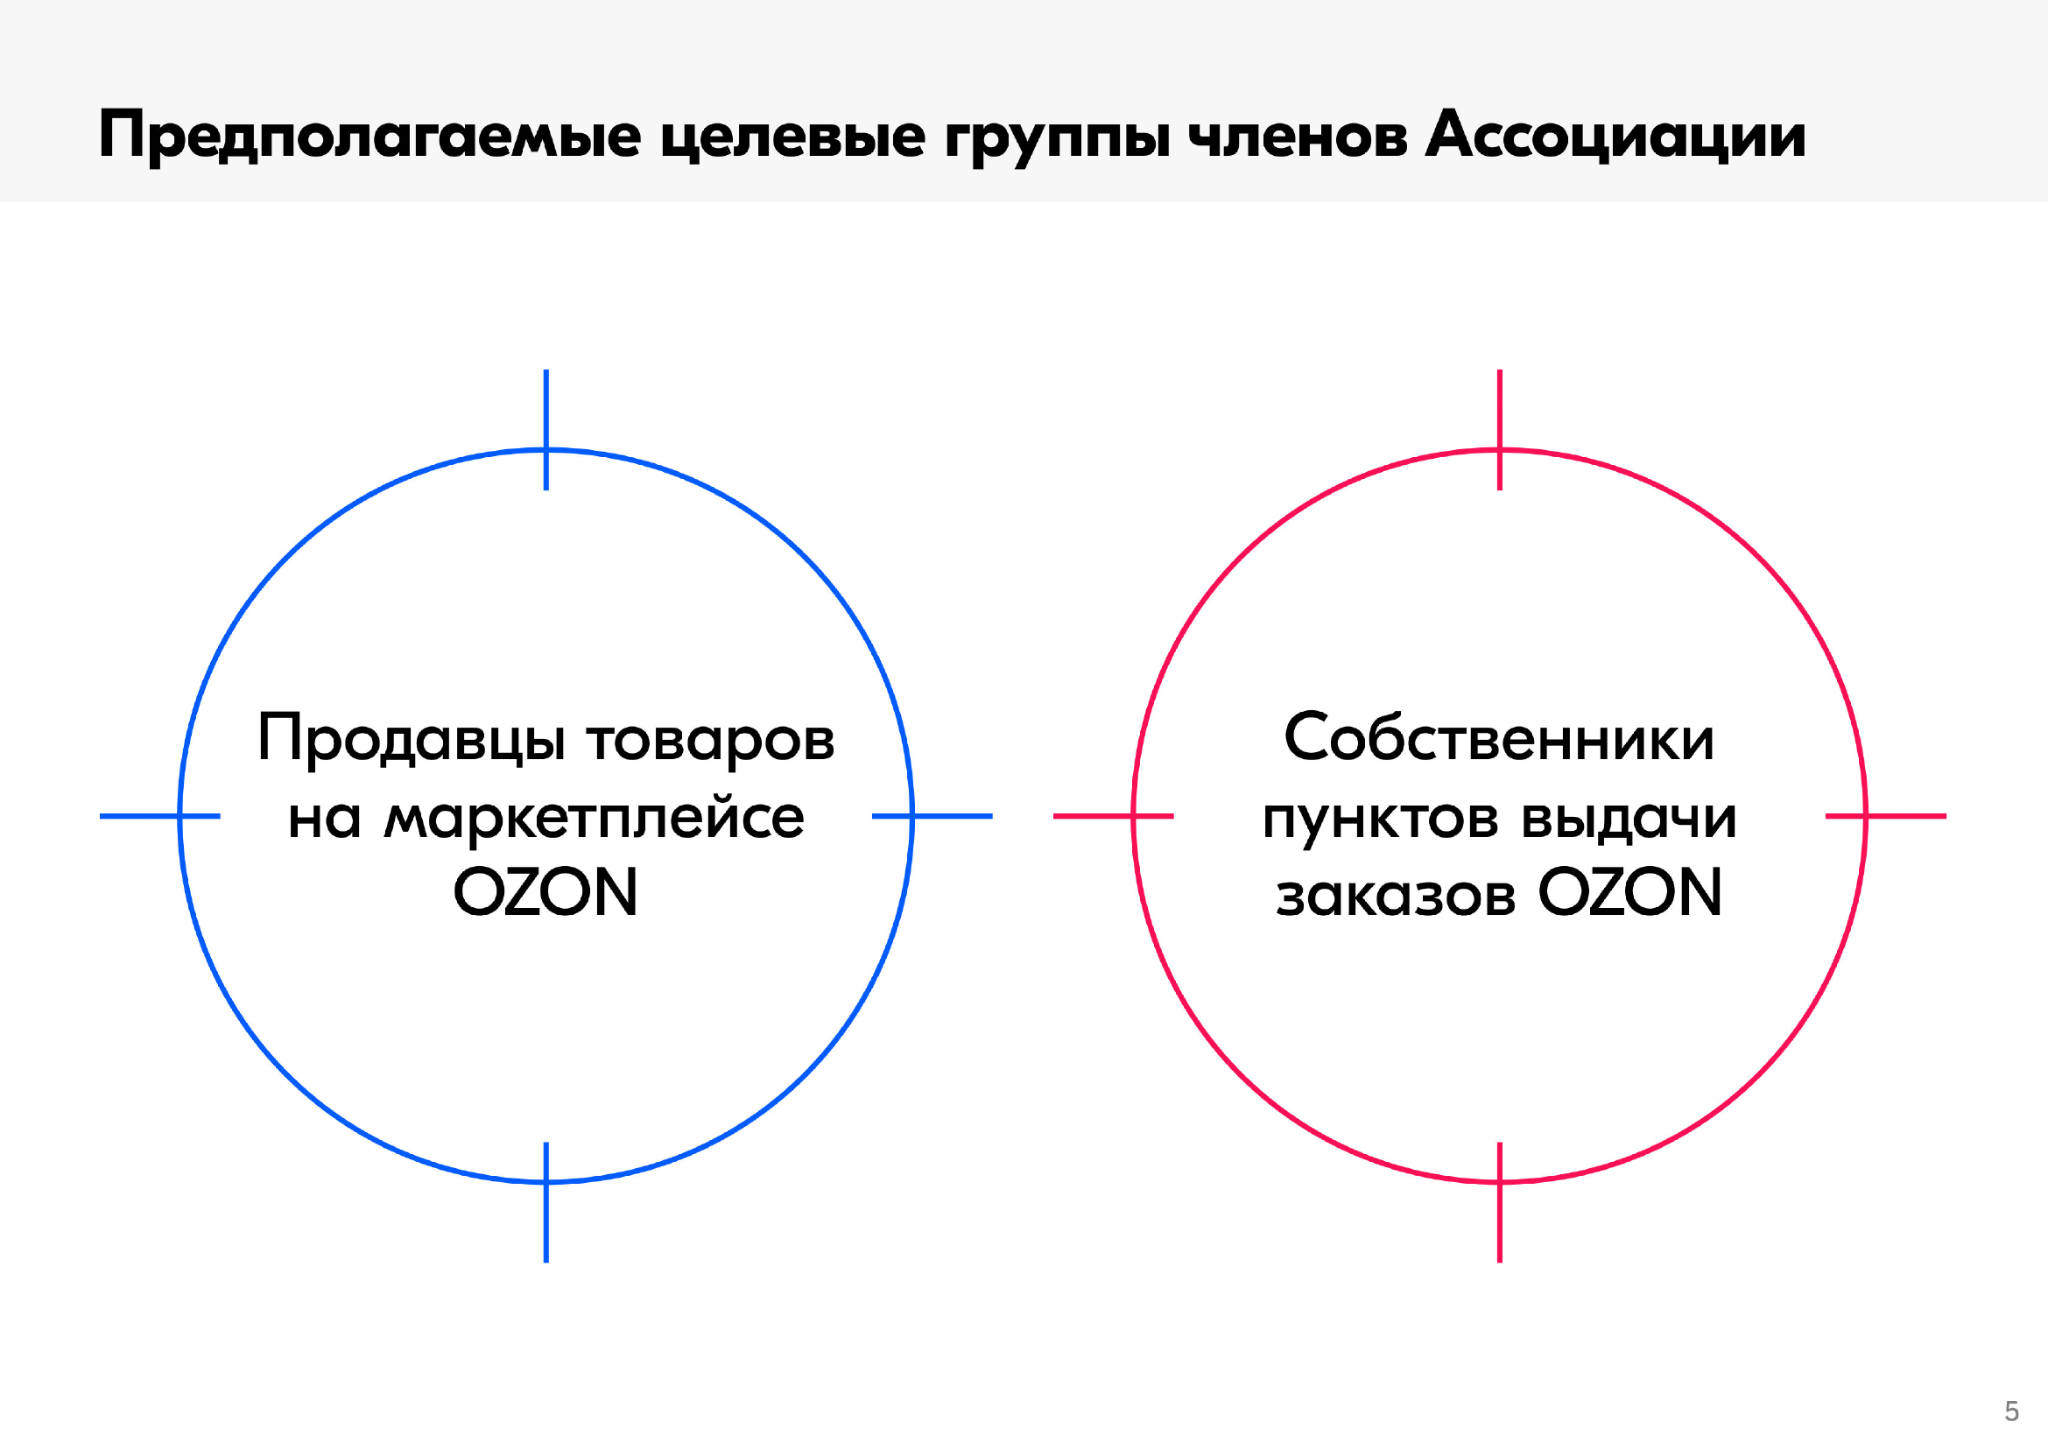 Предполагаемые целевые группы членов Ассоциации
Продавцы товаров
на маркетплейсе
OZON
Собственники
пунктов выдачи
заказов OZON
5